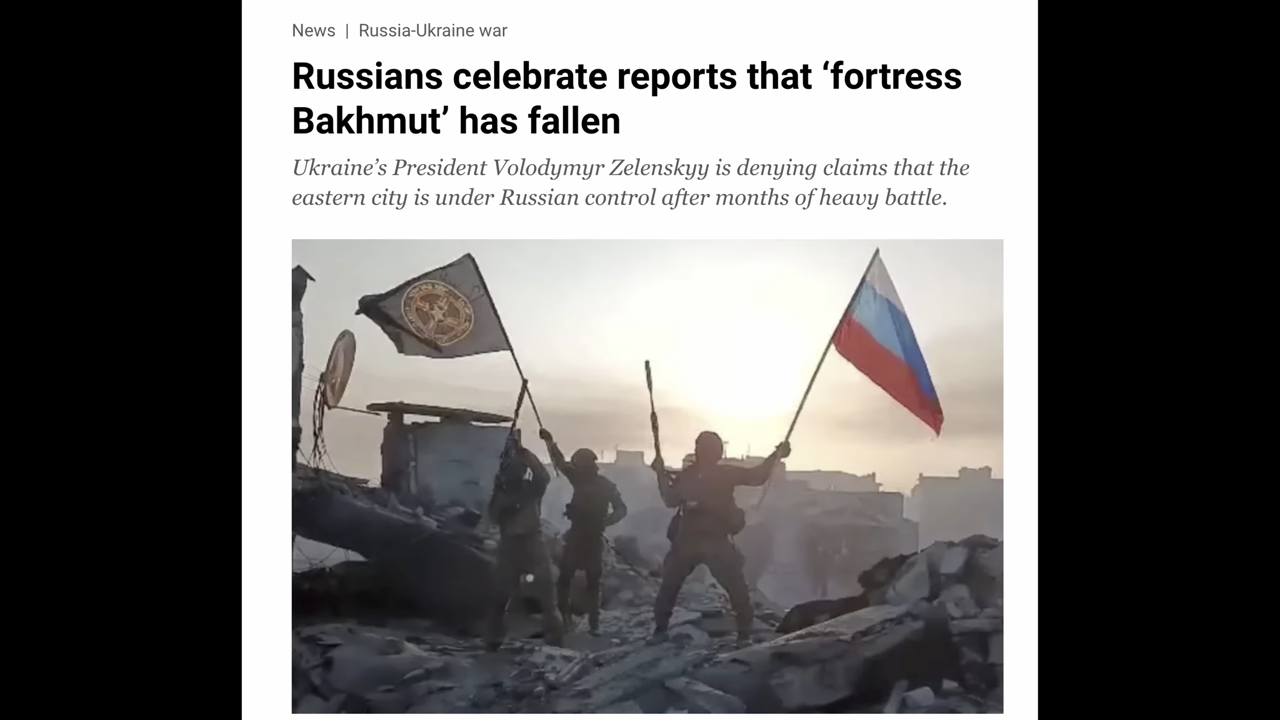 News | Russia-Ukraine war
Russians celebrate reports that ‘fortress
Bakhmut’ has fallen
Ukraine’s President Volodymyr Zelenskyy is denying claims that the
eastern city is under Russian control after months of heavy battle.